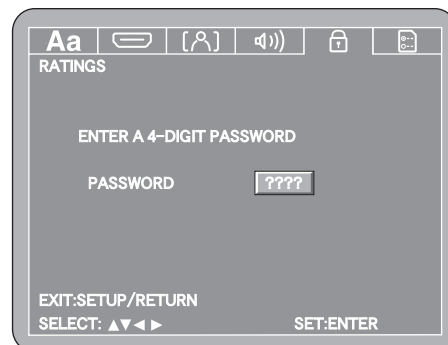 Aa
RATINGS
ENTER A 4-DIGIT PASSWORD
PASSWORD ????
EXIT:SETUP/RETURN
SELECT: ▲▼◄ ► SET:ENTER